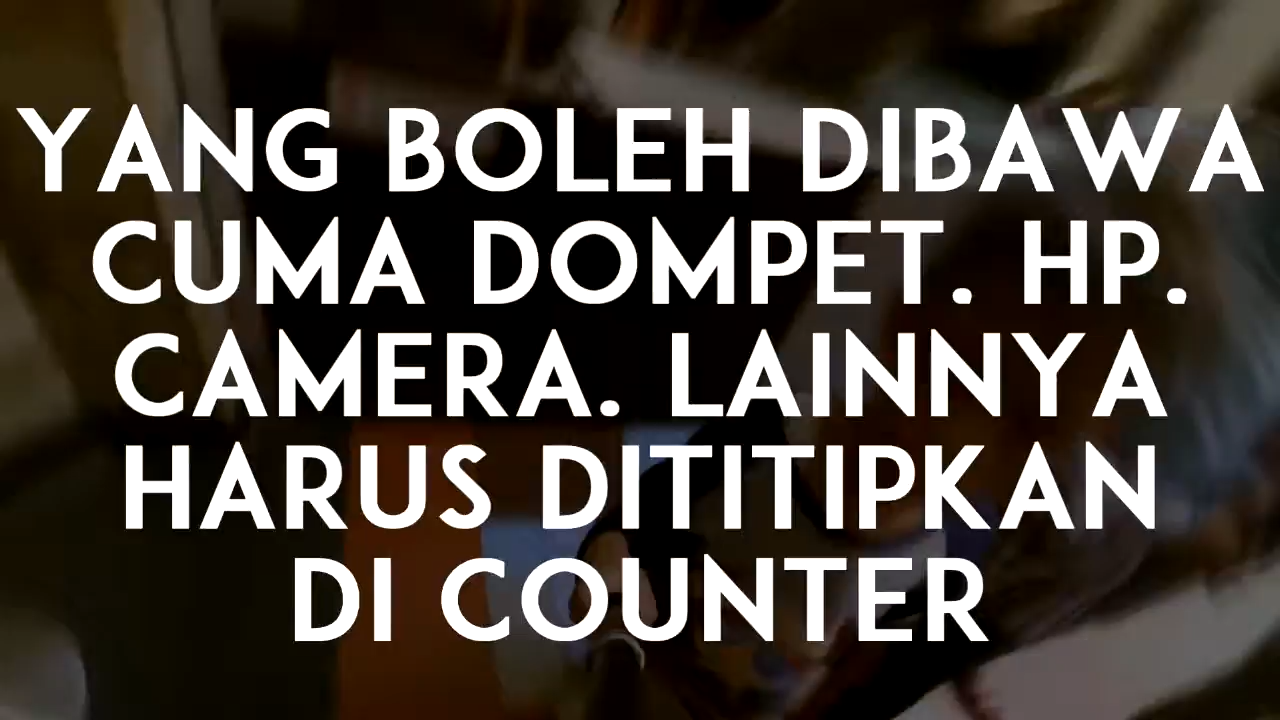 YANG BOLEH DIBAWA
CUMA DOMPET. HP.
CAMERA. LAINNYA
HARUS DITITIPKAN
DI COUNTER